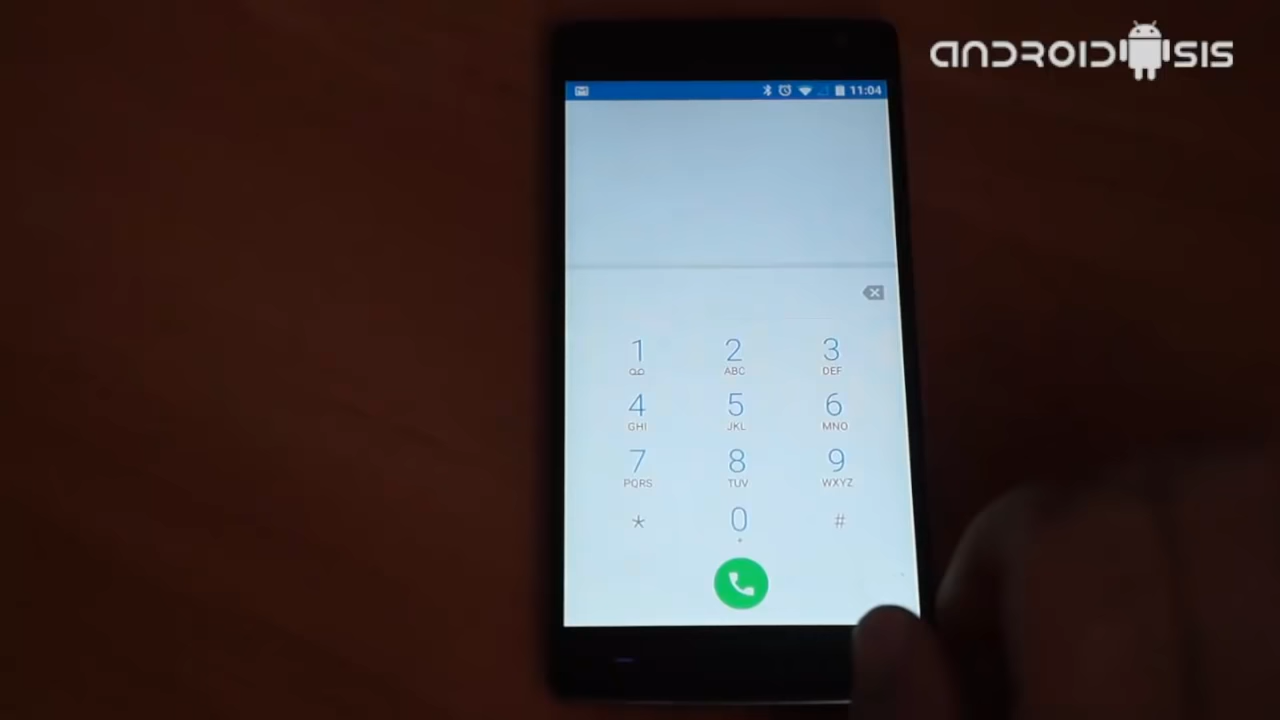 ANDROIDSIS
11:04
1 2 3
ABC DEF
4 5 6
GHI JKL MNO
7 8 9
PQRS TUV WXYZ
* 0 #
+